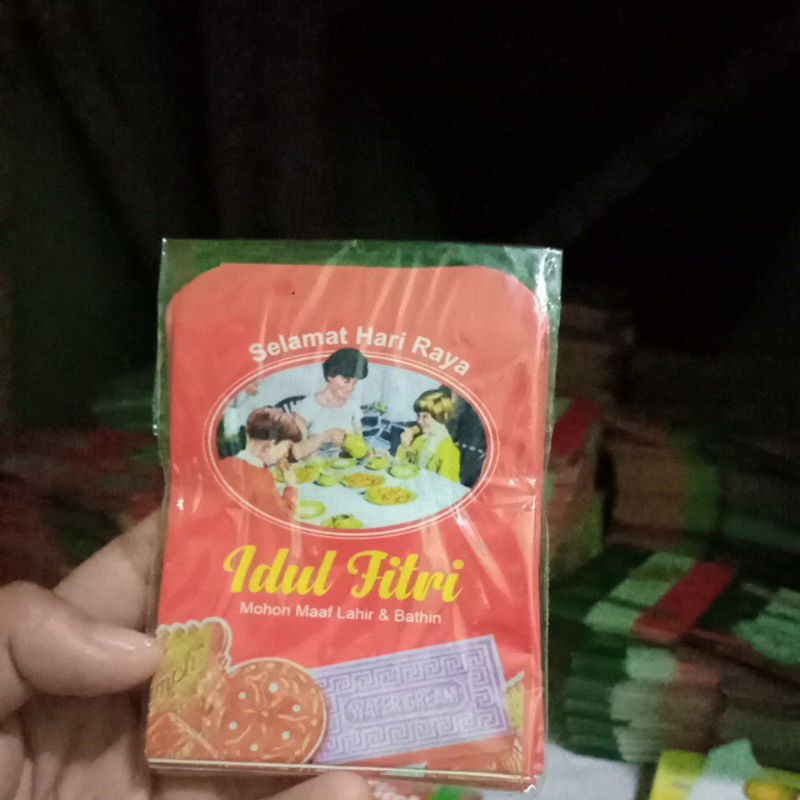 Selamat Hari Raya
Idul Fitri
Mohon Maaf Lahir & Bathin
WAFER CREAM